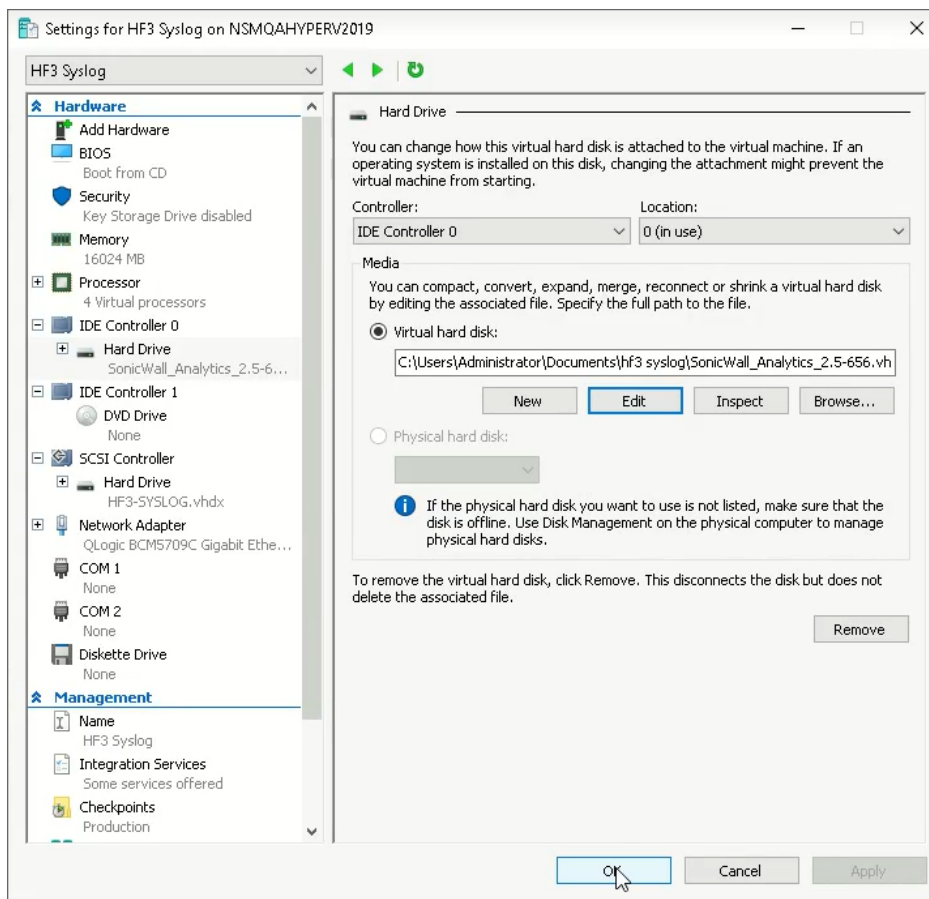 Settings for HF3 Syslog on NSMQAHYPERV2019
HF3 Syslog
Hardware
Add Hardware
BIOS
Boot from CD
Security
Key Storage Drive disabled
Memory
16024 MB
Processor
4 Virtual processors
IDE Controller 0
Hard Drive
SonicWall_Analytics_2.5-6...
IDE Controller 1
DVD Drive
None
SCSI Controller
Hard Drive
HF3-SYSLOG.vhdx
Network Adapter
QLogic BCM5709C Gigabit Ethe...
COM 1
None
COM 2
None
Diskette Drive
None
Management
Name
HF3 Syslog
Integration Services
Some services offered
Checkpoints
Production
Hard Drive
You can change how this virtual hard disk is attached to the virtual machine. If an
operating system is installed on this disk, changing the attachment might prevent the
virtual machine from starting.
Controller: Location:
IDE Controller 0 0 (in use)
Media
You can compact, convert, expand, merge, reconnect or shrink a virtual hard disk
by editing the associated file. Specify the full path to the file.
Virtual hard disk:
C:\Users\Administrator\Documents\hf3 syslog\SonicWall_Analytics_2.5-656.vh
New Edit Inspect Browse...
Physical hard disk:
If the physical hard disk you want to use is not listed, make sure that the
disk is offline. Use Disk Management on the physical computer to manage
physical hard disks.
To remove the virtual hard disk, click Remove. This disconnects the disk but does not
delete the associated file.
Remove
OK Cancel Apply